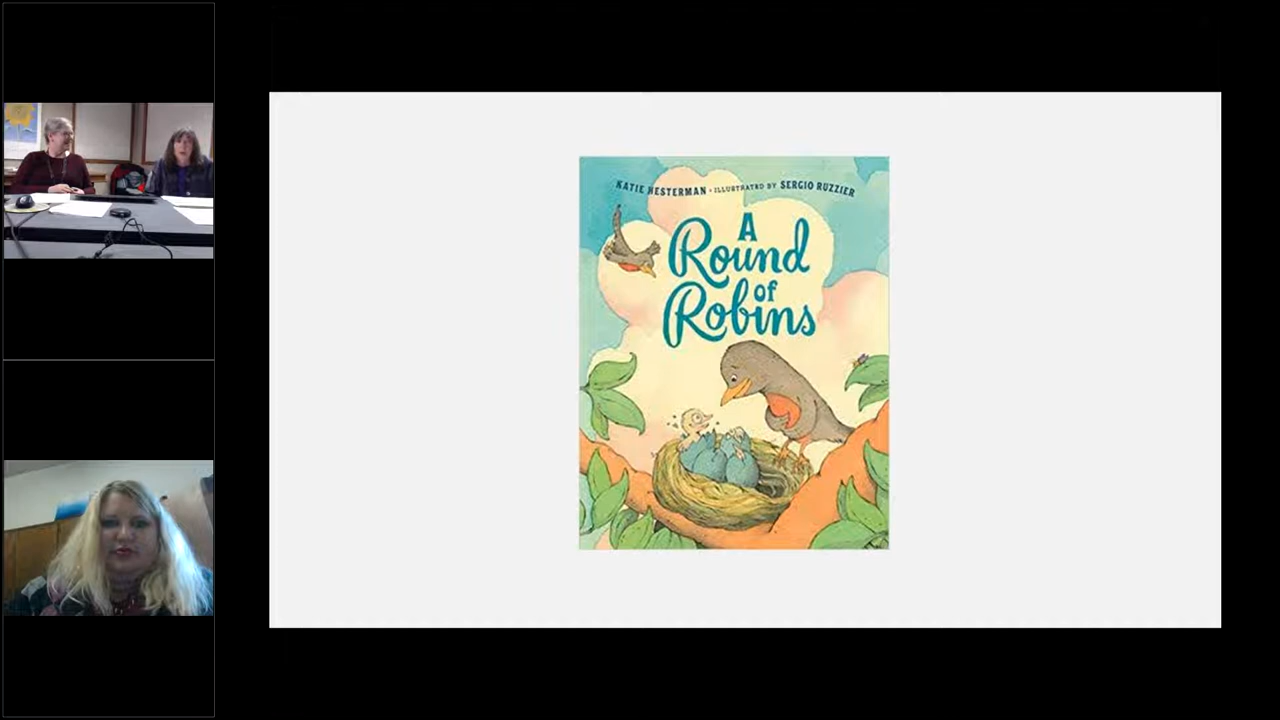 KATIE HESTERMAN • ILLUSTRATED BY SERGIO RUZZIER
A
Round
of
Robins